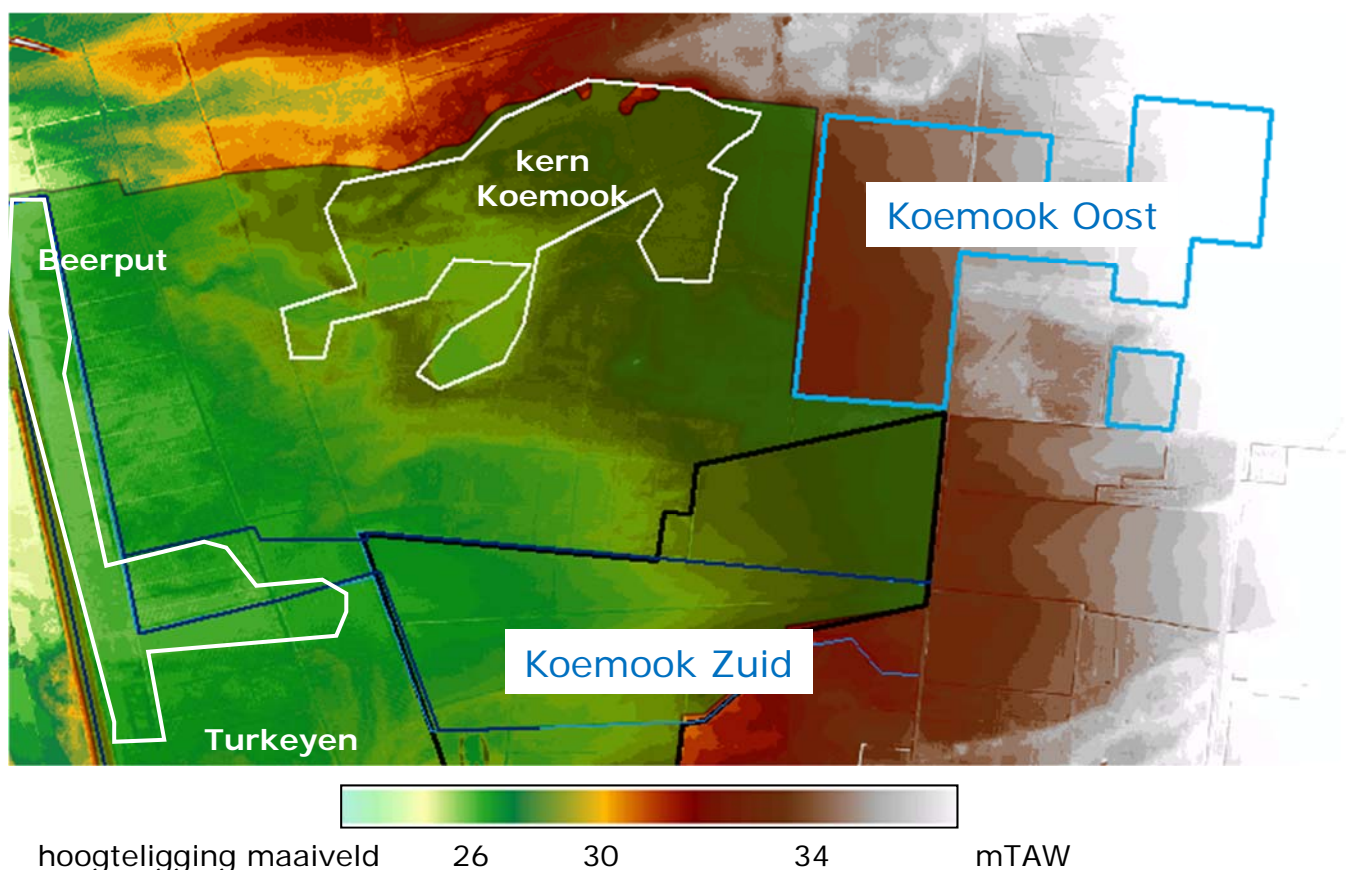 kern
Koemook
Koemook Oost
Beerput
Koemook Zuid
Turkeyen
hoogteligging maaiveld 26 30 34 mTAW